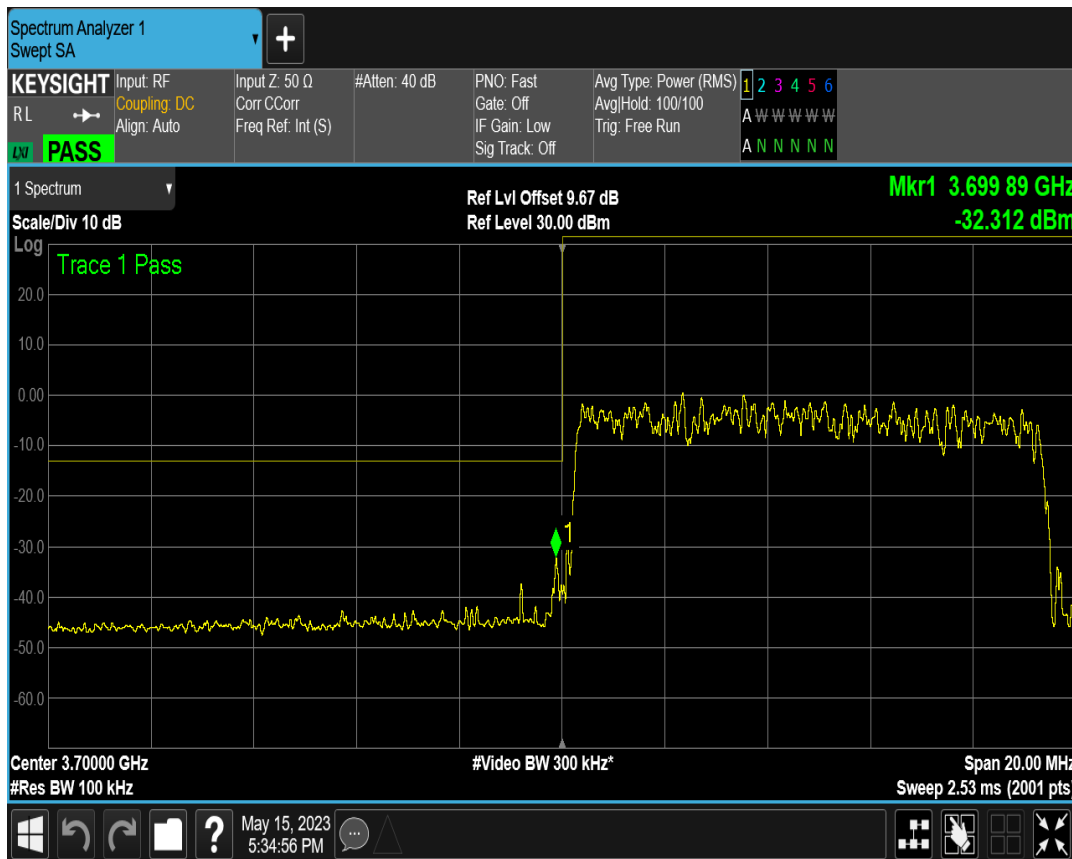 Spectrum Analyzer 1
Swept SA
+
KEYSIGHT
RL
LXI PASS
Input: RF
Coupling: DC
Align: Auto
Input Z: 50 Ω
Corr CCorr
Freq Ref: Int (S)
#Atten: 40 dB
PNO: Fast
Gate: Off
IF Gain: Low
Sig Track: Off
Avg Type: Power (RMS)
Avg|Hold: 100/100
Trig: Free Run
1 2 3 4 5 6
A W W W W W
A N N N N N
1 Spectrum
Scale/Div 10 dB
Ref Lvl Offset 9.67 dB
Ref Level 30.00 dBm
Mkr1 3.699 89 GHz
-32.312 dBm
Log
Trace 1 Pass
20.0
10.0
0.00
-10.0
-20.0
-30.0
-40.0
-50.0
-60.0
1
Center 3.70000 GHz
#Res BW 100 kHz
#Video BW 300 kHz*
Span 20.00 MHz
Sweep 2.53 ms (2001 pts)
?
May 15, 2023
5:34:56 PM